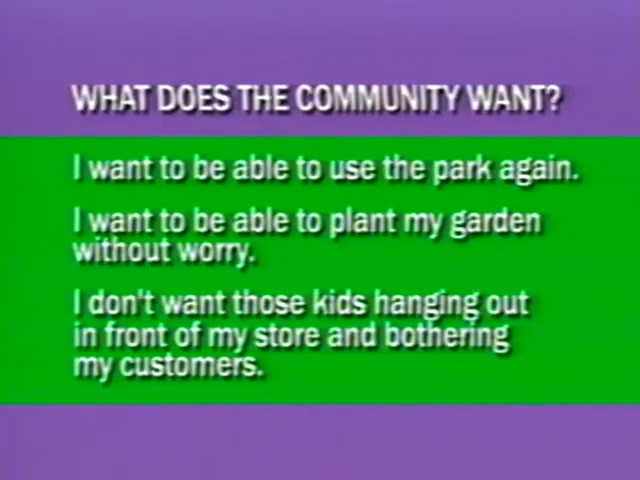 WHAT DOES THE COMMUNITY WANT?
I want to be able to use the park again.
I want to be able to plant my garden
without worry.
I don't want those kids hanging out
in front of my store and bothering
my customers.